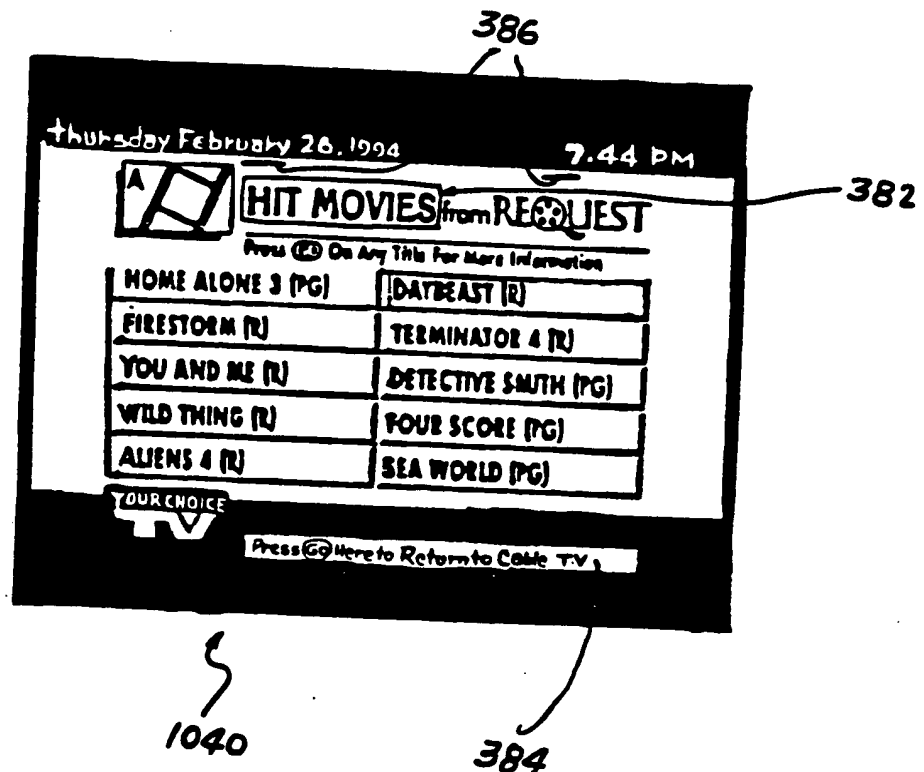 386
Thursday February 28.1994 7.44 PM
A
HIT MOVIES from REQUEST
382
Press On Any Title For More Information
HOME ALONE 3 (PG) DAYBEAST (R)
FIRESTORM (R) TERMINATOR 4 (R)
YOU AND ME (R) DETECTIVE SMITH (PG)
WILD THING (R) FOUR SCORE (PG)
ALIENS 4 (R) SEA WORLD (PG)
YOUR CHOICE
TV
Press GO Here to Return to Cable T.V.
1040
384